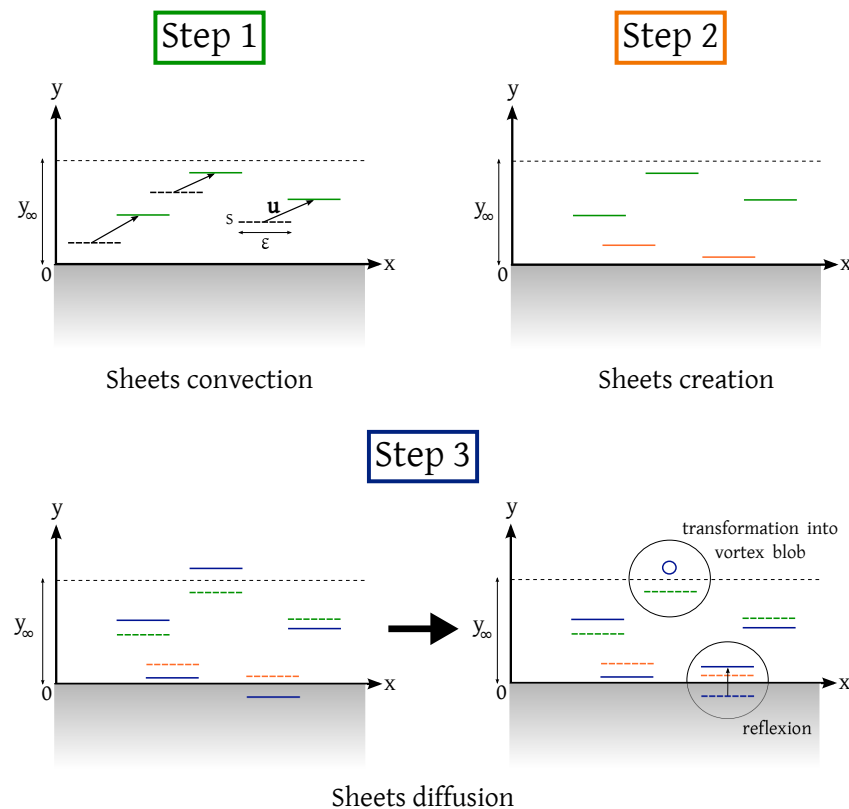 Step 1
Step 2
y
y
y∞
s
u
ε
y∞
0
x
0
x
Sheets convection
Sheets creation
Step 3
y
y
transformation into
vortex blob
y∞
y∞
0
x
0
x
reflexion
Sheets diffusion